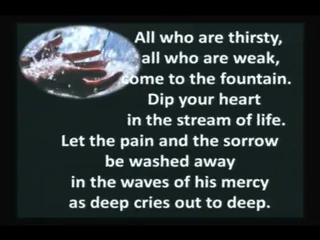 All who are thirsty,
all who are weak,
come to the fountain.
Dip your heart
in the stream of life.
Let the pain and the sorrow
be washed away
in the waves of his mercy
as deep cries out to deep.